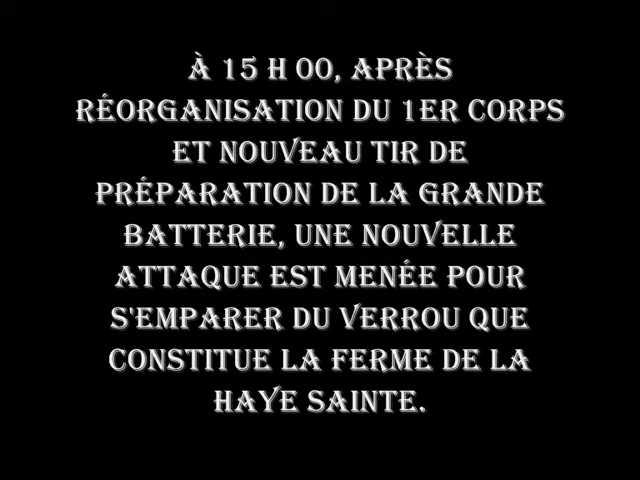 À 15 H 00, APRÈS
RÉORGANISATION DU 1ER CORPS
ET NOUVEAU TIR DE
PRÉPARATION DE LA GRANDE
BATTERIE, UNE NOUVELLE
ATTAQUE EST MENÉE POUR
S'EMPARER DU VERROU QUE
CONSTITUE LA FERME DE LA
HAYE SAINTE.